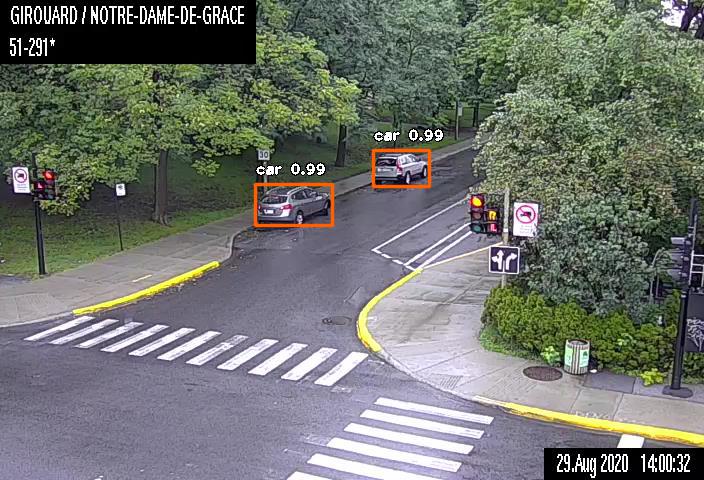 GIROUARD / NOTRE-DAME-DE-GRACE
51-291*
car 0.99
car 0.99
29.Aug 2020 14:00:32